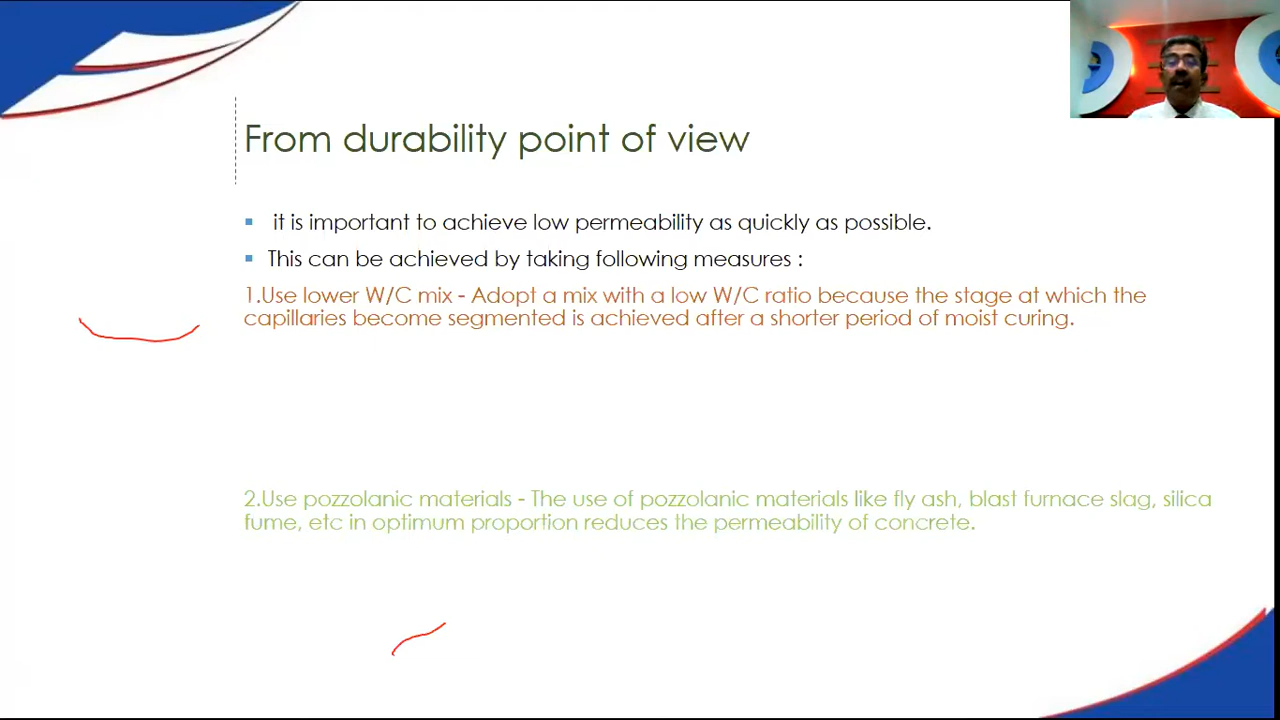 From durability point of view
it is important to achieve low permeability as quickly as possible.
This can be achieved by taking following measures :
1.Use lower W/C mix - Adopt a mix with a low W/C ratio because the stage at which the
capillaries become segmented is achieved after a shorter period of moist curing.
2.Use pozzolanic materials - The use of pozzolanic materials like fly ash, blast furnace slag, silica
fume, etc in optimum proportion reduces the permeability of concrete.